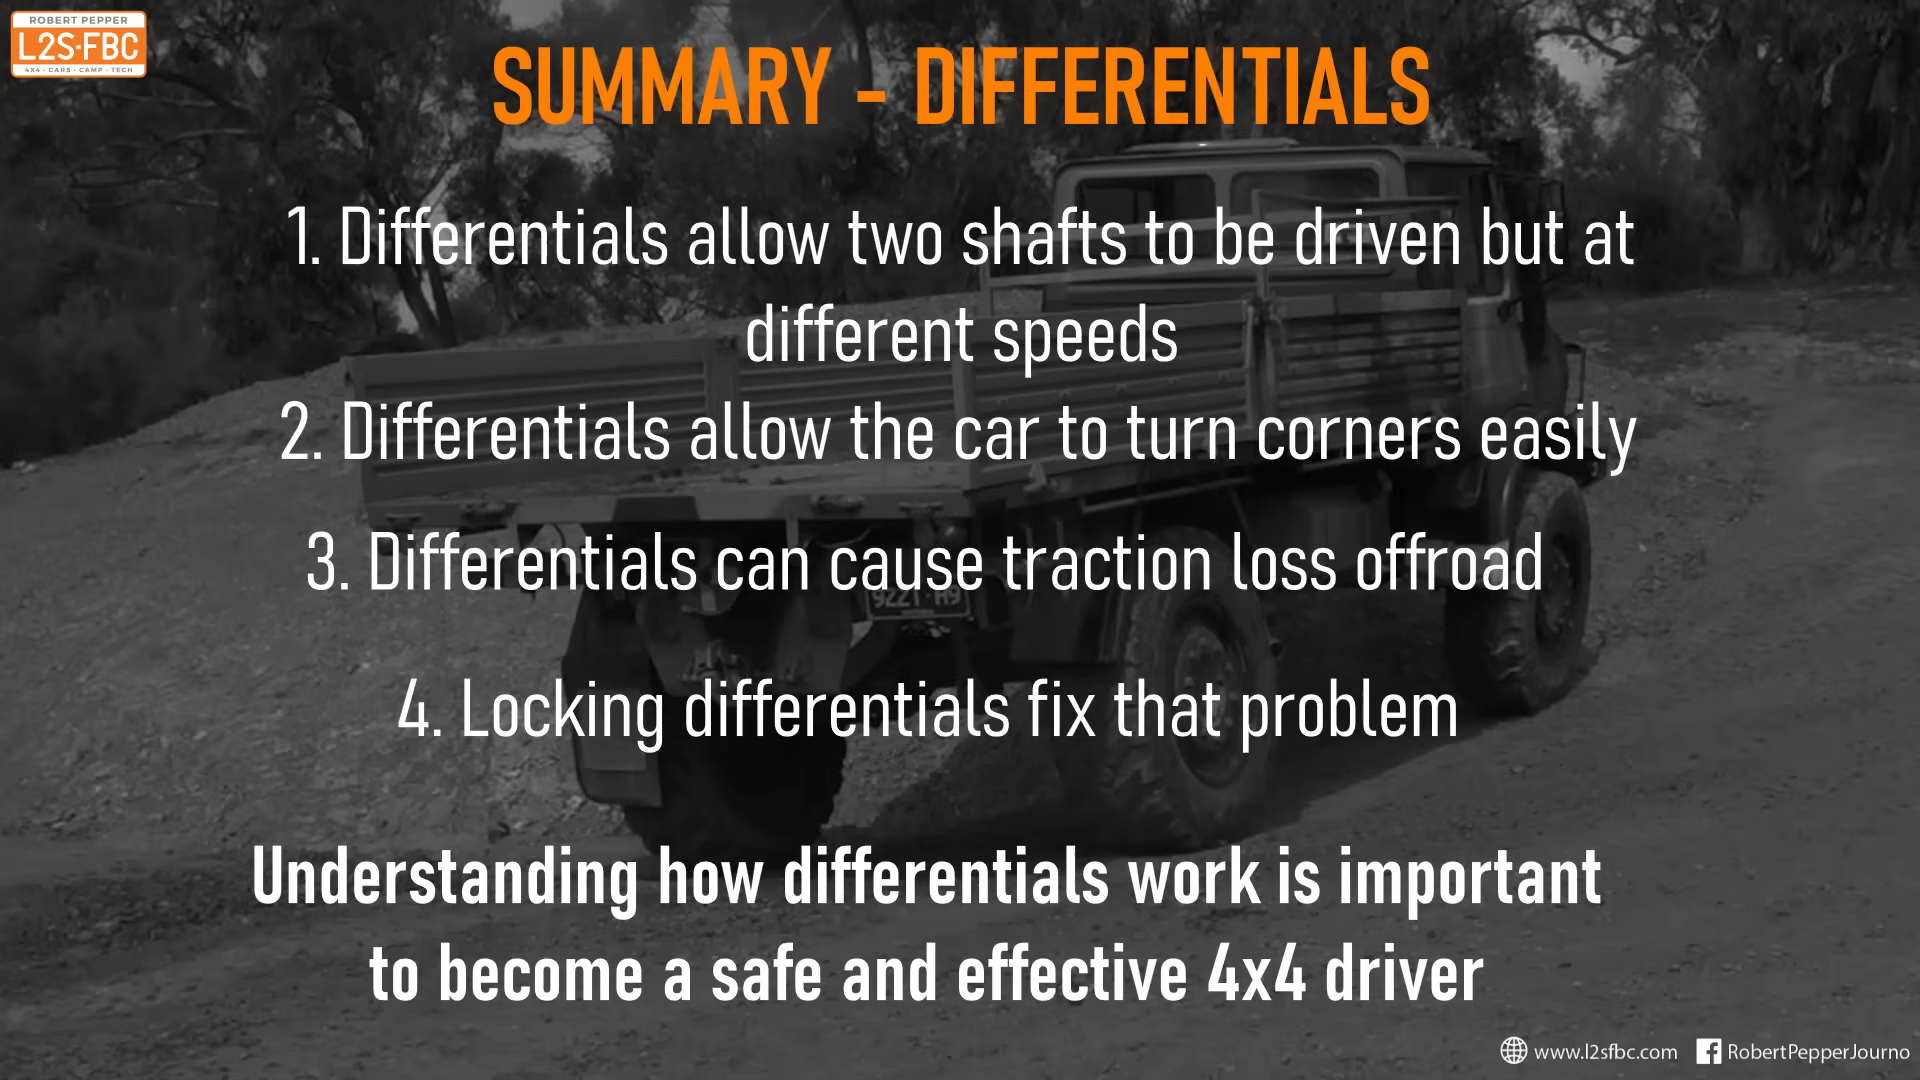 ROBERT PEPPER
L2S·FBC
4X4 - CARS - CAMP - TECH
SUMMARY - DIFFERENTIALS
1. Differentials allow two shafts to be driven but at
different speeds
2. Differentials allow the car to turn corners easily
3. Differentials can cause traction loss offroad
4. Locking differentials fix that problem
Understanding how differentials work is important
to become a safe and effective 4x4 driver
www.l2sfbc.com
RobertPepperJourno